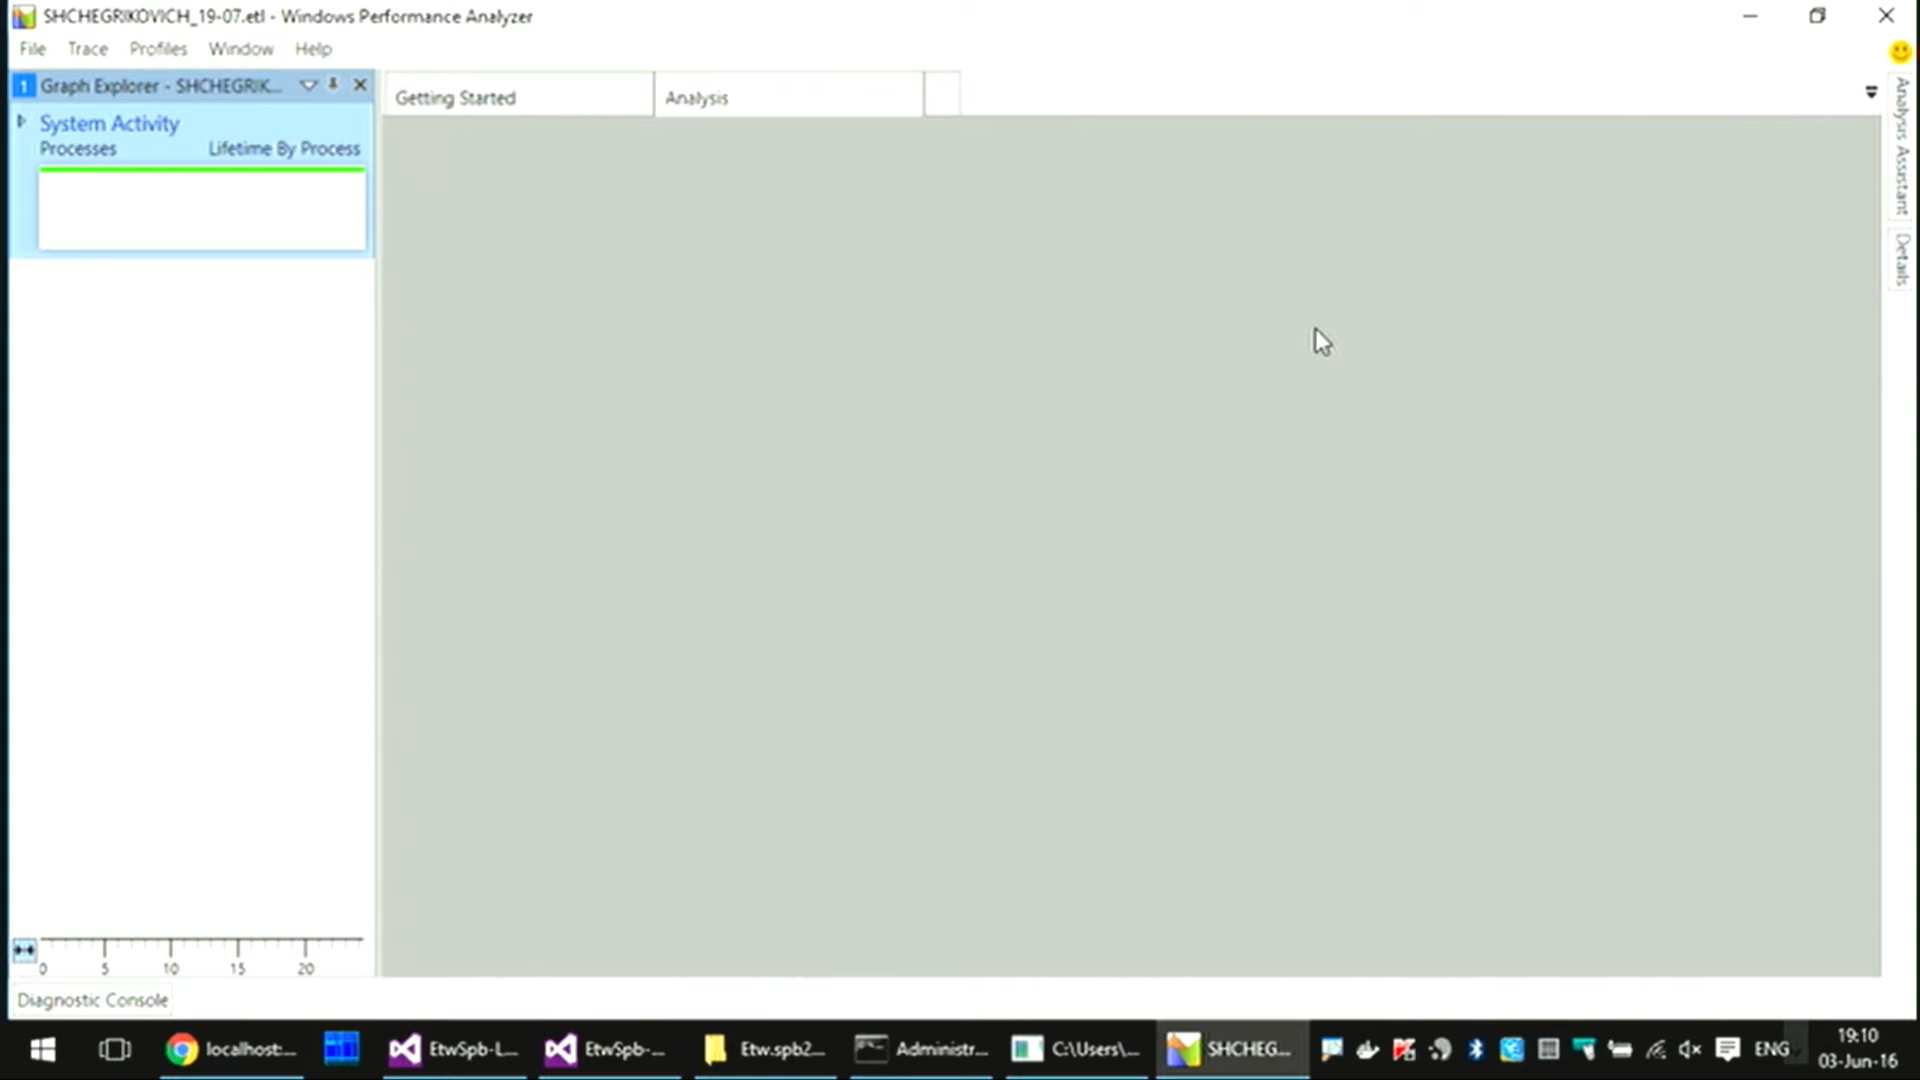 SHCHEGRIKOVICH_19-07.etl - Windows Performance Analyzer
File Trace Profiles Window Help
1 Graph Explorer - SHCHEGRIK...
Getting Started
Analysis
System Activity
Processes Lifetime By Process
Analysis Assistant
Details
0 5 10 15 20
Diagnostic Console
localhost:...
EtwSpb-L...
EtwSpb-...
Etw.spb2...
Administr...
C:\Users\...
SHCHEG...
ENG
19:10
03-Jun-16